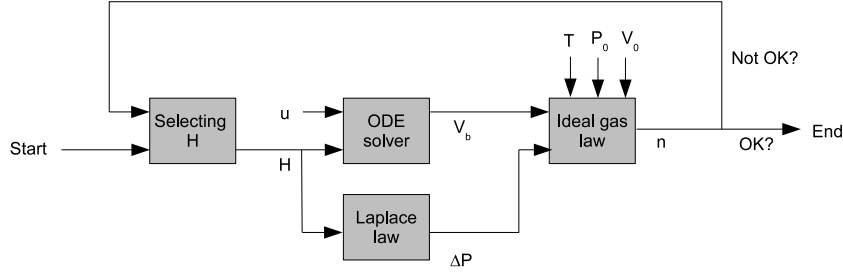 T
P0
V0
Not OK?
Start
Selecting
H
u
H
ODE
solver
Vb
Laplace
law
ΔP
Ideal gas
law
n
OK?
End